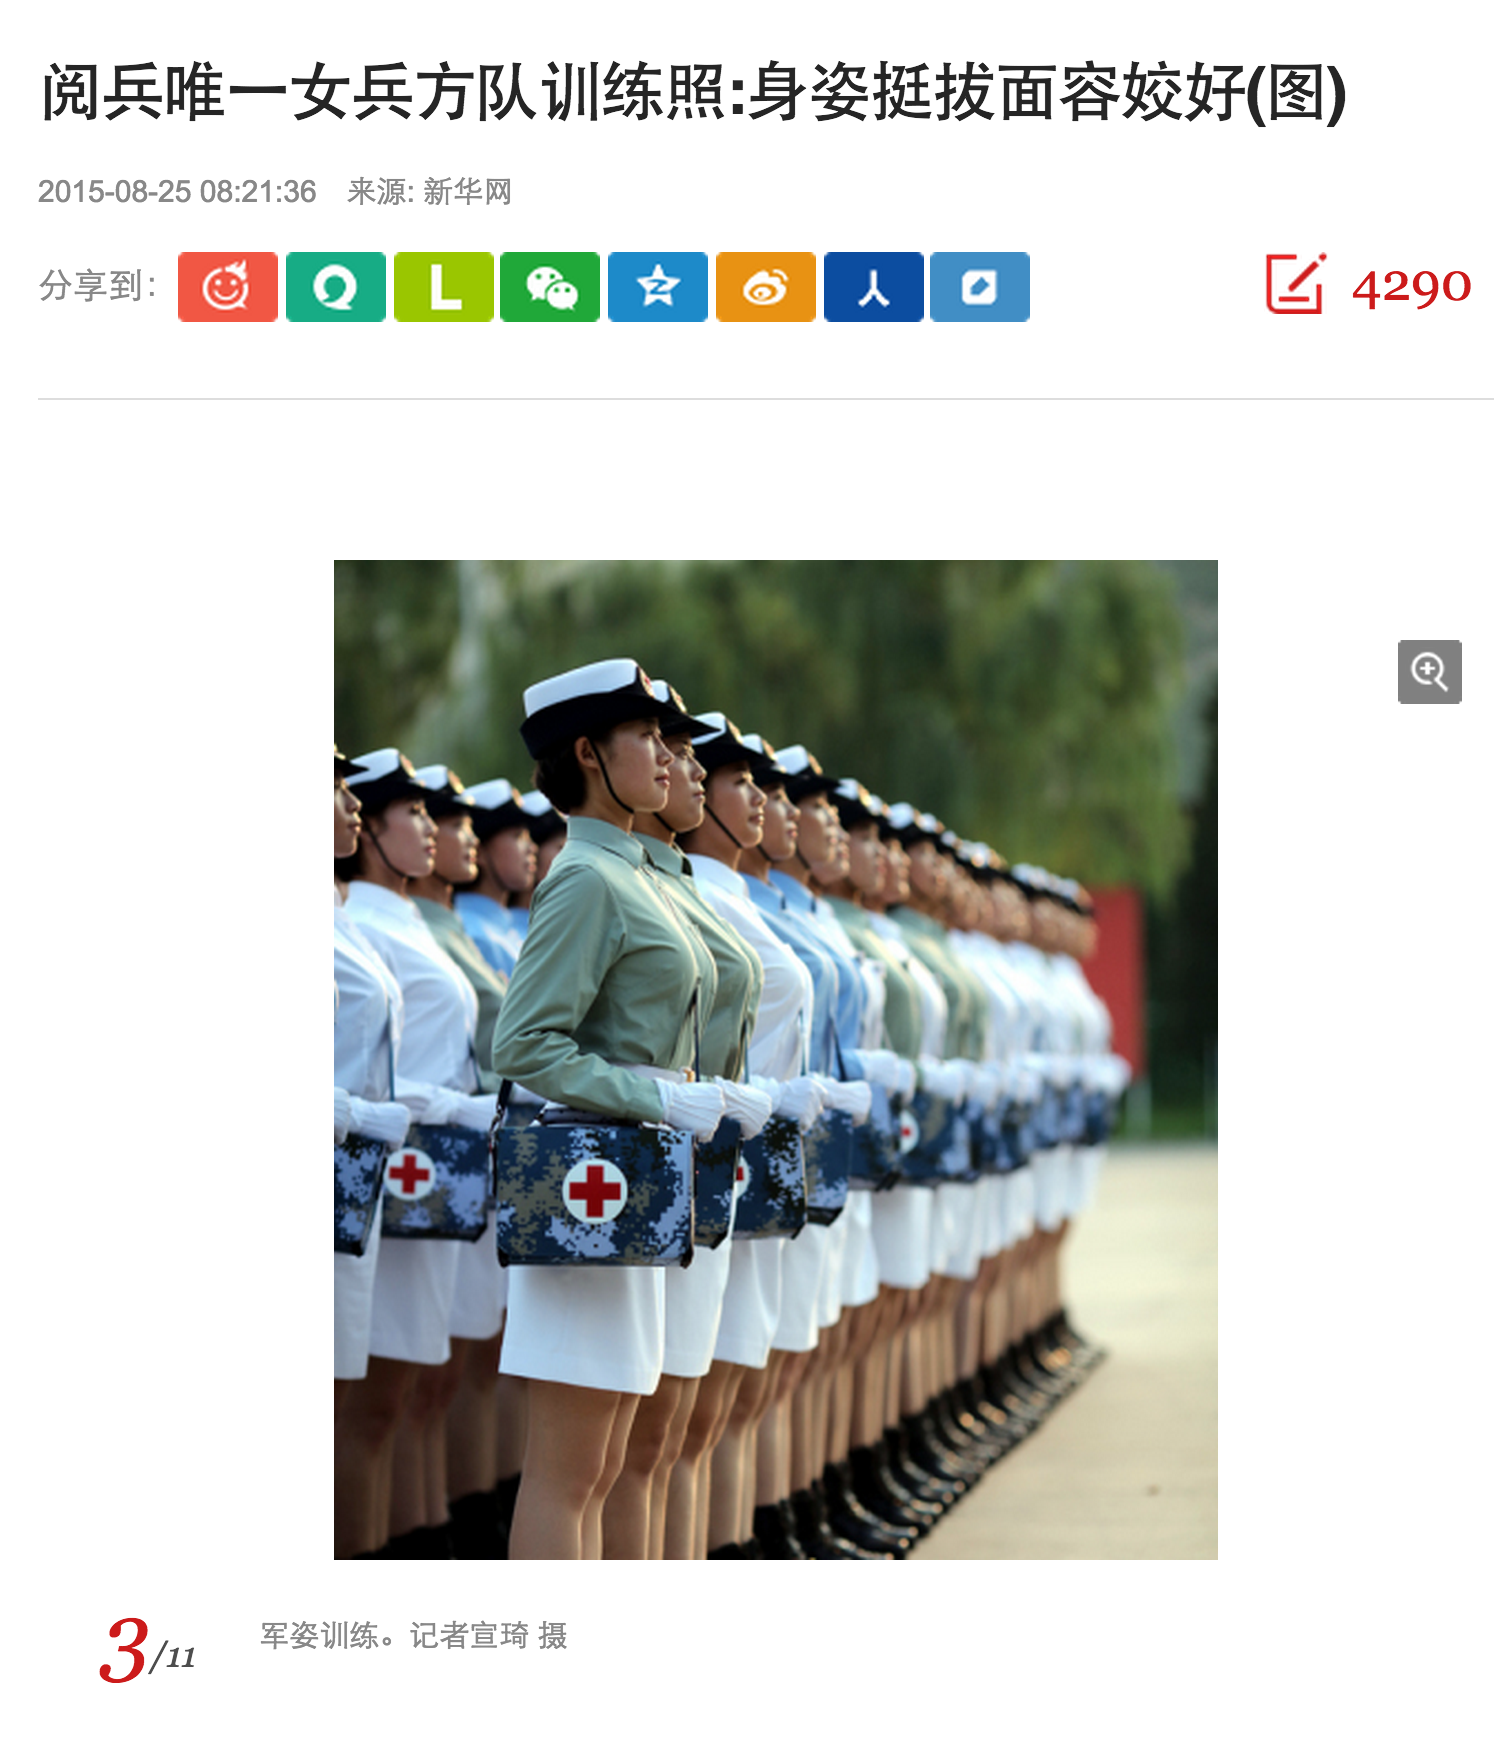 阅兵唯一女兵方队训练照:身姿挺拔面容姣好(图)
2015-08-25 08:21:36 来源: 新华网
分享到:
4290
3/11
军姿训练。记者宣琦 摄